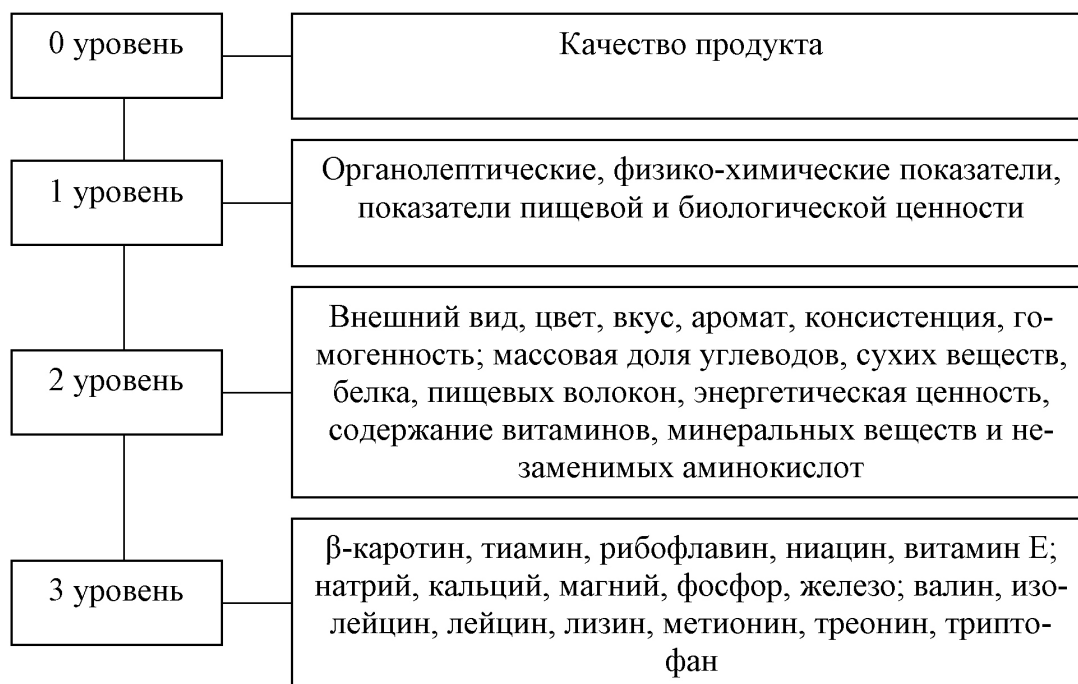 0 уровень
Качество продукта
1 уровень
Органолептические, физико-химические показатели,
показатели пищевой и биологической ценности
2 уровень
Внешний вид, цвет, вкус, аромат, консистенция, го-
могенность; массовая доля углеводов, сухих веществ,
белка, пищевых волокон, энергетическая ценность,
содержание витаминов, минеральных веществ и не-
заменимых аминокислот
3 уровень
β-каротин, тиамин, рибофлавин, ниацин, витамин Е;
натрий, кальций, магний, фосфор, железо; валин, изо-
лейцин, лейцин, лизин, метионин, треонин, трипто-
фан